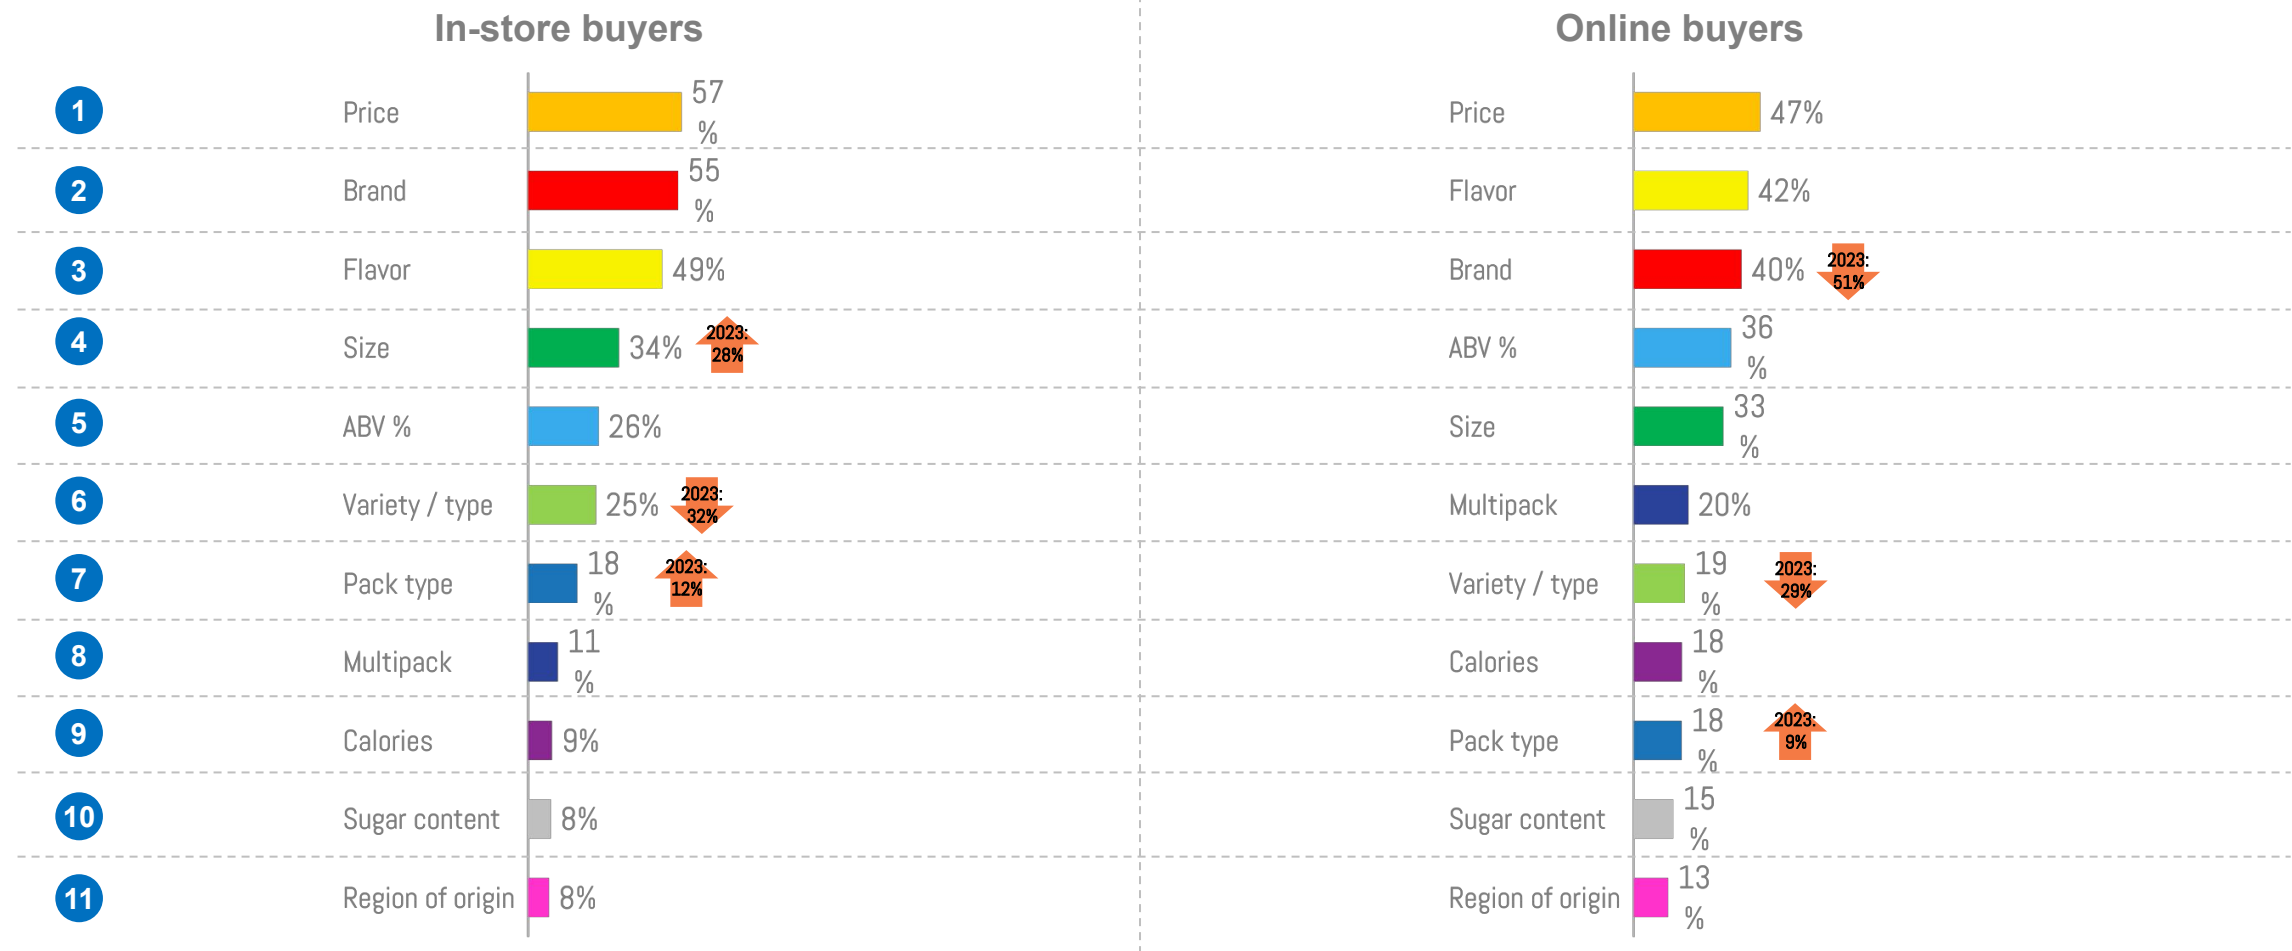 In-store buyers
Online buyers
1
Price
57
%
Price
47%
2
Brand
55
%
Flavor
42%
3
Flavor
49%
Brand
40%
2023:
51%
4
Size
34%
2023:
28%
ABV %
36
%
5
ABV %
26%
Size
33
%
6
Variety / type
25%
2023:
32%
Multipack
20%
7
Pack type
18
%
2023:
12%
Variety / type
19
%
2023:
29%
8
Multipack
11
%
Calories
18
%
9
Calories
9%
Pack type
18
%
2023:
9%
10
Sugar content
8%
Sugar content
15
%
11
Region of origin
8%
Region of origin
13
%